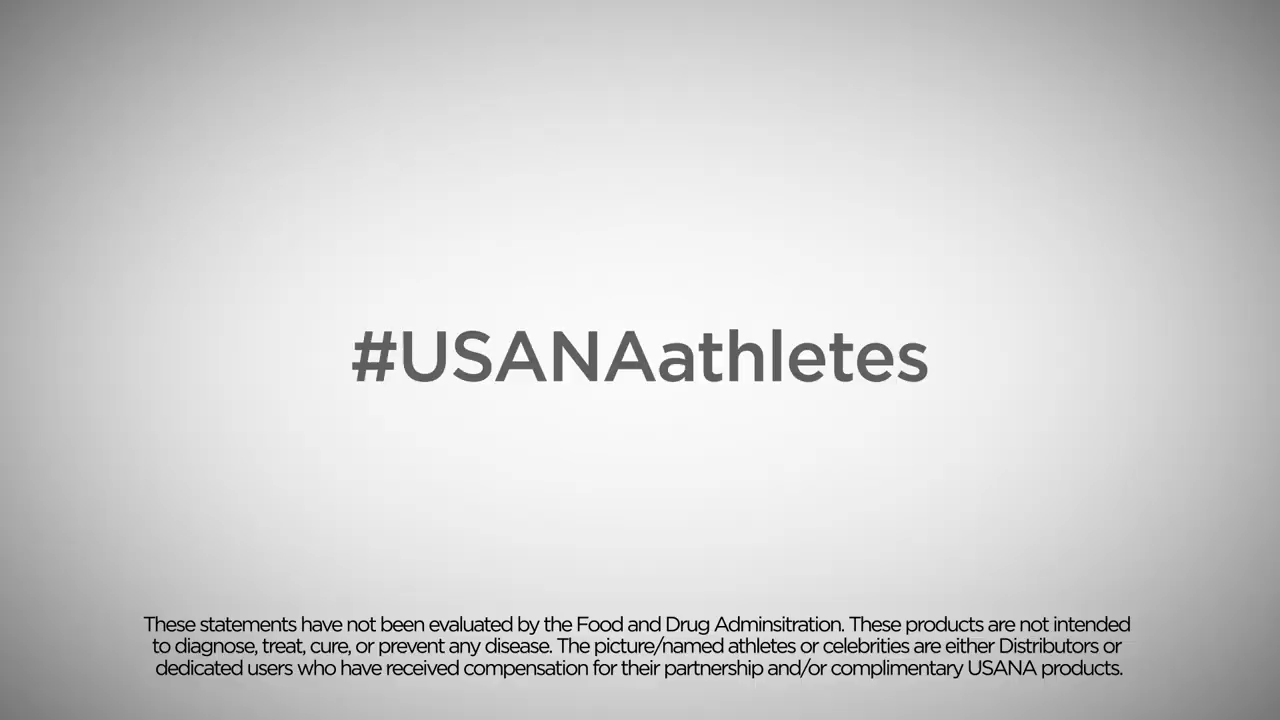 #USANAathletes
These statements have not been evaluated by the Food and Drug Adminsitration. These products are not intended
to diagnose, treat, cure, or prevent any disease. The picture/named athletes or celebrities are either Distributors or
dedicated users who have received compensation for their partnership and/or complimentary USANA products.